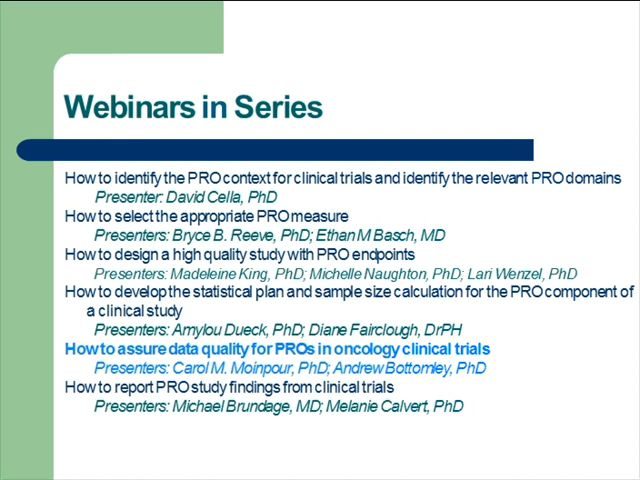 Webinars in Series
How to identify the PRO context for clinical trials and identify the relevant PRO domains
Presenter: David Cella, PhD
How to select the appropriate PRO measure
Presenters: Bryce B. Reeve, PhD; Ethan M Basch, MD
How to design a high quality study with PRO endpoints
Presenters: Madeleine King, PhD; Michelle Naughton, PhD; Lari Wenzel, PhD
How to develop the statistical plan and sample size calculation for the PRO component of
a clinical study
Presenters: Amylou Dueck, PhD; Diane Fairclough, DrPH
How to assure data quality for PROs in oncology clinical trials
Presenters: Carol M. Moinpour, PhD; Andrew Bottomley, PhD
How to report PRO study findings from clinical trials
Presenters: Michael Brundage, MD; Melanie Calvert, PhD